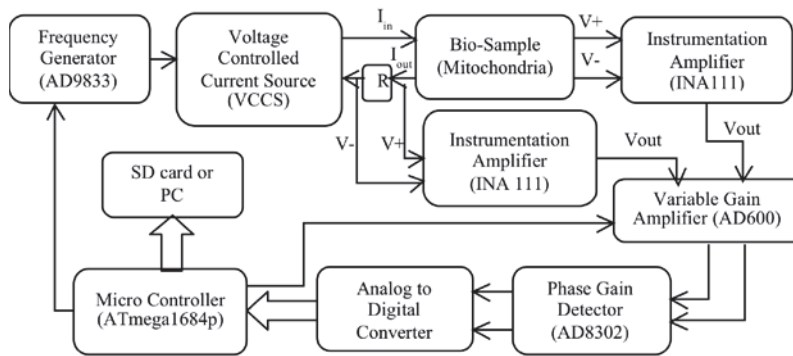 Frequency
Generator
(AD9833)
Voltage
Controlled
Current Source
(VCCS)
I_in
I_out
R
Bio-Sample
(Mitochondria)
V+
V-
Instrumentation
Amplifier
(INA111)
V-
V+
Instrumentation
Amplifier
(INA 111)
Vout
Vout
SD card or
PC
Variable Gain
Amplifier (AD600)
Micro Controller
(ATmega1684p)
Analog to
Digital
Converter
Phase Gain
Detector
(AD8302)